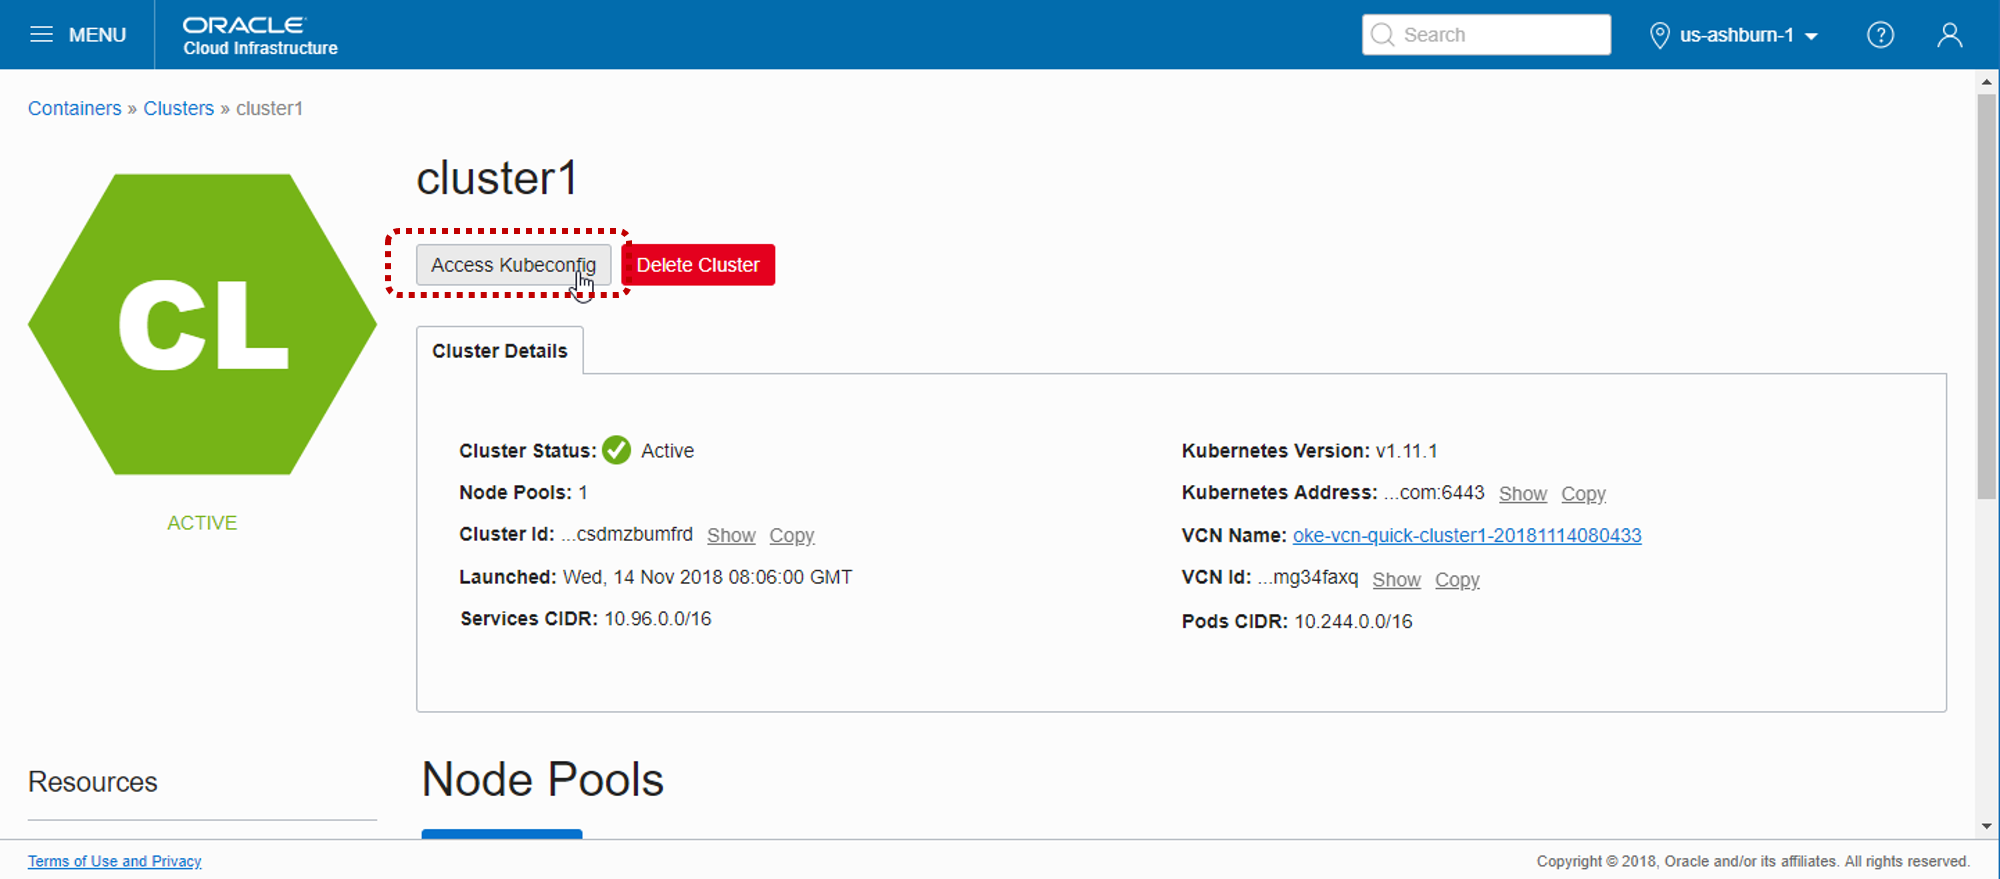 MENU
ORACLE
Cloud Infrastructure
Search
us-ashburn-1
?
Containers » Clusters » cluster1
CL
ACTIVE
cluster1
Access Kubeconfig
Delete Cluster
Cluster Details
Cluster Status: Active
Node Pools: 1
Cluster Id: ...csdmzbumfrd Show Copy
Launched: Wed, 14 Nov 2018 08:06:00 GMT
Services CIDR: 10.96.0.0/16
Kubernetes Version: v1.11.1
Kubernetes Address: ...com:6443 Show Copy
VCN Name: oke-vcn-quick-cluster1-20181114080433
VCN Id: ...mg34faxq Show Copy
Pods CIDR: 10.244.0.0/16
Resources
Node Pools
Terms of Use and Privacy
Copyright © 2018, Oracle and/or its affiliates. All rights reserved.